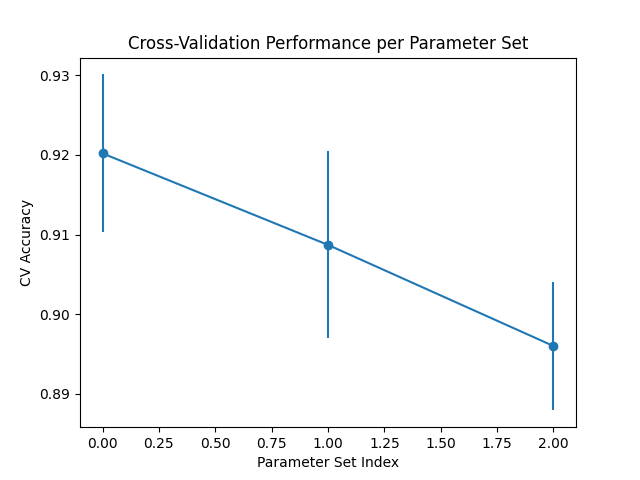 Cross-Validation Performance per Parameter Set
0.93
0.92
0.91
0.90
0.89
CV Accuracy
0.00 0.25 0.50 0.75 1.00 1.25 1.50 1.75 2.00
Parameter Set Index